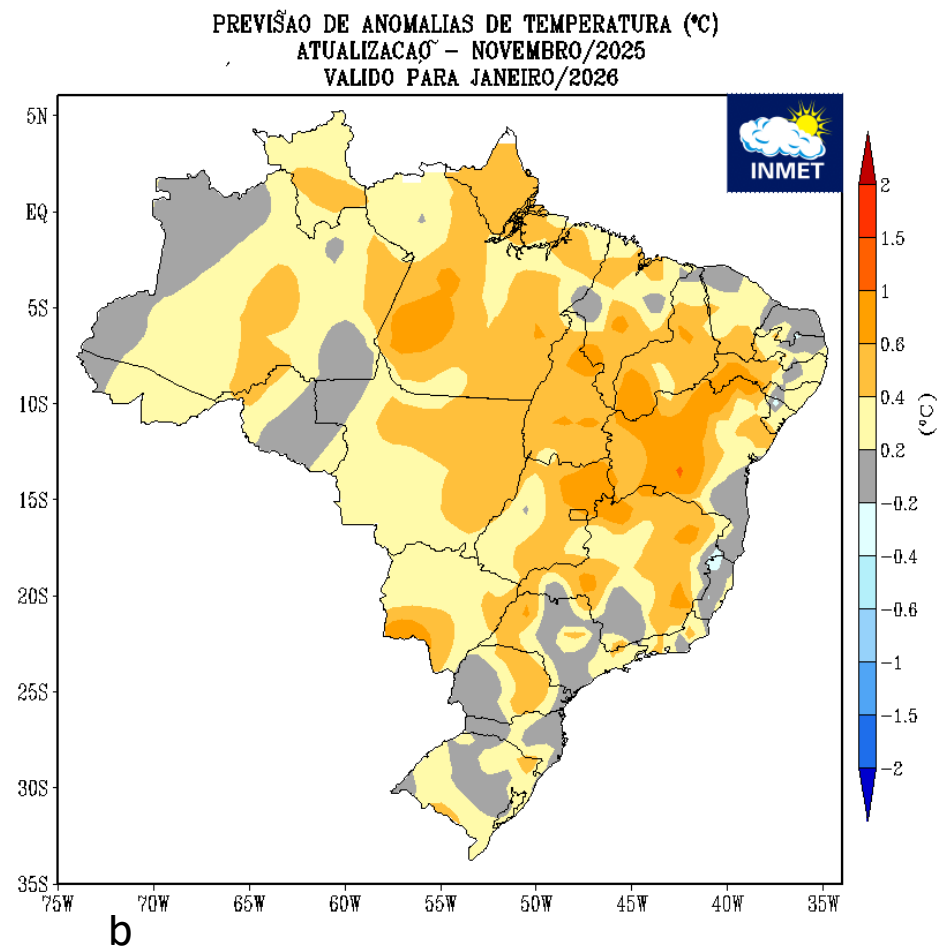 PREVISÃO DE ANOMALIAS DE TEMPERATURA (°C)
ATUALIZACAO~ - NOVEMBRO/2025
VALIDO PARA JANEIRO/2026
INMET
5N
EQ
5S
10S
15S
20S
25S
30S
35S
75W 70W 65W 60W 55W 50W 45W 40W 35W
2
1.5
1
0.6
0.4
0.2
-0.2
-0.4
-0.6
-1
-1.5
-2
(°C)
b